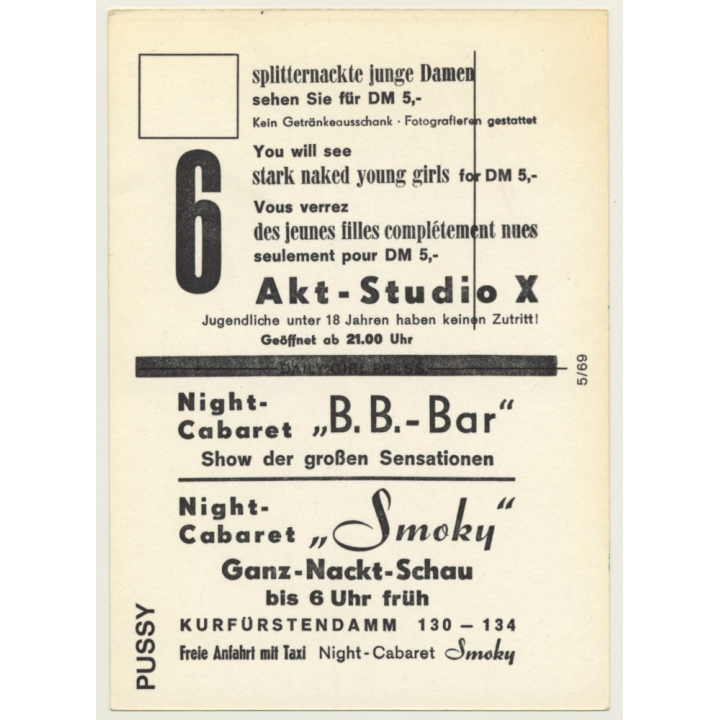 splitternackte junge Damen
sehen Sie für DM 5,-
Kein Getränkeausschank · Fotografieren gestattet
6
You will see
stark naked young girls for DM 5,-
Vous verrez
des jeunes filles complétement nues
seulement pour DM 5,-
Akt-Studio X
Jugendliche unter 18 Jahren haben keinen Zutritt!
Geöffnet ab 21.00 Uhr
DAILY-GIRL PRESS
5/69
Night-
Cabaret „B.B.-Bar“
Show der großen Sensationen
Night-
Cabaret „Smoky“
Ganz-Nackt-Schau
bis 6 Uhr früh
KURFÜRSTENDAMM 130 – 134
Freie Anfahrt mit Taxi Night-Cabaret Smoky
PUSSY